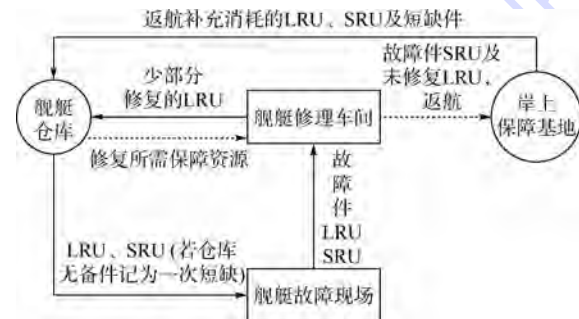 返航补充消耗的LRU、SRU及短缺件
少部分
修复的LRU
故障件SRU及
未修复LRU、
返航
舰艇
仓库
舰艇修理车间
岸上
保障基地
修复所需保障资源
故
障
件
LRU
SRU
LRU、SRU(若仓库
无备件记为一次短缺)
舰艇故障现场